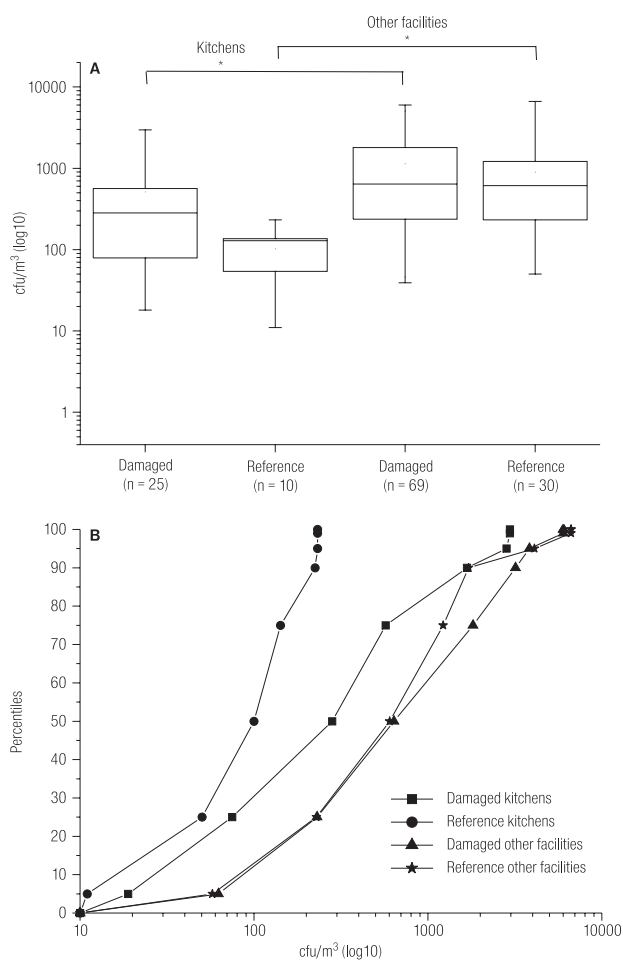 Other facilities
*
Kitchens
*
A
10000
1000
100
10
1
cfu/m³ (log10)
Damaged Reference Damaged Reference
(n = 25) (n = 10) (n = 69) (n = 30)
B
100
90
80
70
60
50
40
30
20
10
0
Percentiles
Damaged kitchens
Reference kitchens
Damaged other facilities
Reference other facilities
10 100 1000 10000
cfu/m³ (log10)